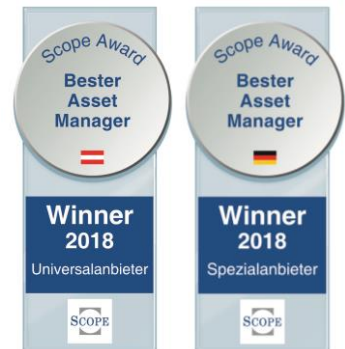 Scope Award
Bester
Asset
Manager
Winner
2018
Universalanbieter
SCOPE
Scope Award
Bester
Asset
Manager
Winner
2018
Spezialanbieter
SCOPE